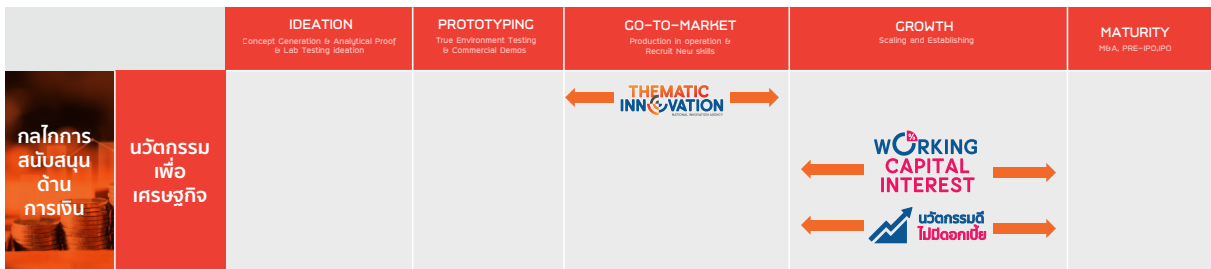 IDEATION
Concept Generation & Analytical Proof
& Lab Testing Ideation
PROTOTYPING
True Environment Testing
& Commercial Demos
GO-TO-MARKET
Production in operation &
Recruit New skills
GROWTH
Scaling and Establishing
MATURITY
M&A, PRE-IPO,IPO
กลไกการ
สนับสนุน
ด้าน
การเงิน
นวัตกรรม
เพื่อ
เศรษฐกิจ
THEMATIC
INNOVATION
NATIONAL INNOVATION AGENCY
%
WORKING
CAPITAL
INTEREST
นวัตกรรมดี
ไม่มีดอกเบี้ย